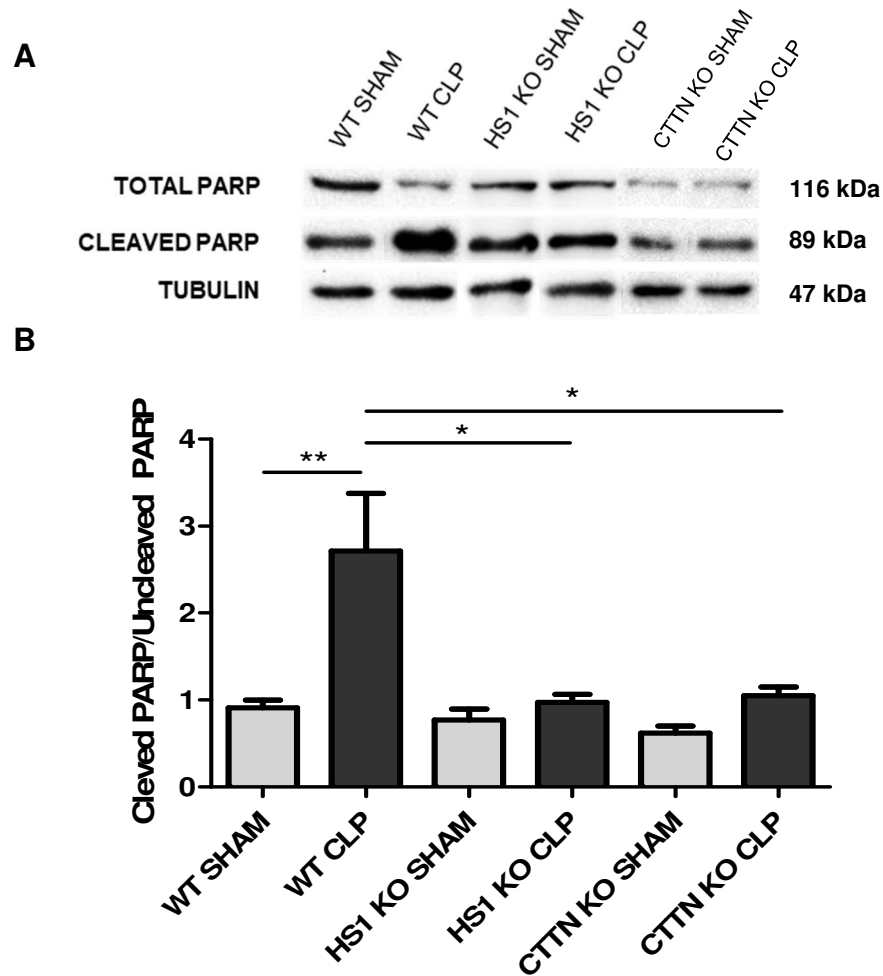 A
WT SHAM
WT CLP
HS1 KO SHAM
HS1 KO CLP
CTTN KO SHAM
CTTN KO CLP
TOTAL PARP 116 kDa
CLEAVED PARP 89 kDa
TUBULIN 47 kDa
B
Cleved PARP/Uncleaved PARP
*
*
**
4
3
2
1
0
WT SHAM
WT CLP
HS1 KO SHAM
HS1 KO CLP
CTTN KO SHAM
CTTN KO CLP